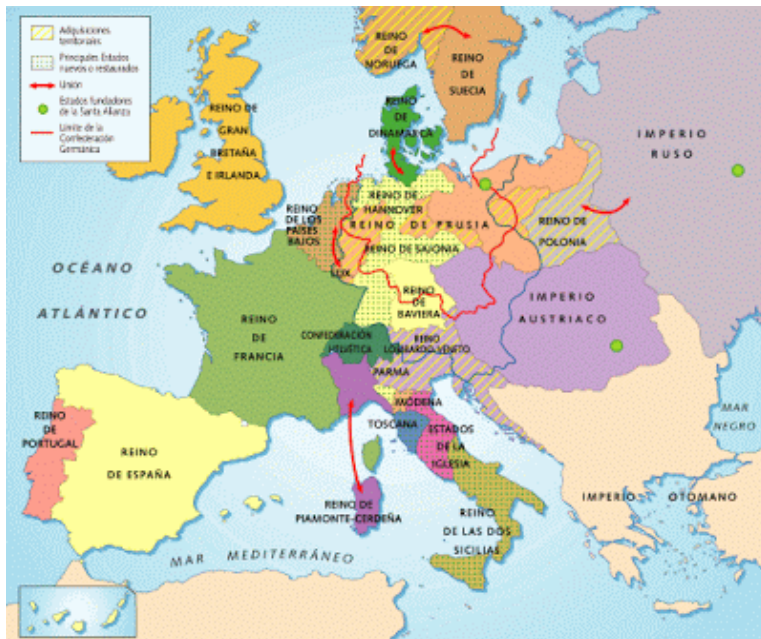 Adiquisiciones
territoriales
Principales Estados
nuevos o restaurados
Union
Estados fundadores
de la Santa Alianza
Límite de la
Confederación
Germánica
REINO
DE
NORUEGA
REINO
DE
SUECIA
REINO
DE
DINAMARCA
REINO DE
GRAN
BRETAÑA
E IRLANDA
IMPERIO
RUSO
REINO
DE LOS
PAÍSES
BAJOS
REINO DE
HANNOVER
REINO DE PRUSIA
REINO DE SAJONIA
REINO DE
POLONIA
LUX.
OCÉANO
ATLÁNTICO
REINO
DE
BAVIERA
IMPERIO
AUSTRIACO
REINO
DE
FRANCIA
CONFEDERACIÓN
HELVÉTICA
REINO
LOMBARDO-VENETO
PARMA
MÓDENA
TOSCANA
ESTADOS
DE LA
IGLESIA
MAR
NEGRO
REINO
DE
PORTUGAL
REINO
DE ESPAÑA
REINO DE
PIAMONTE-CERDEÑA
REINO
DE LAS DOS
SICILIAS
IMPERIO OTOMANO
MAR MEDITERRÁNEO